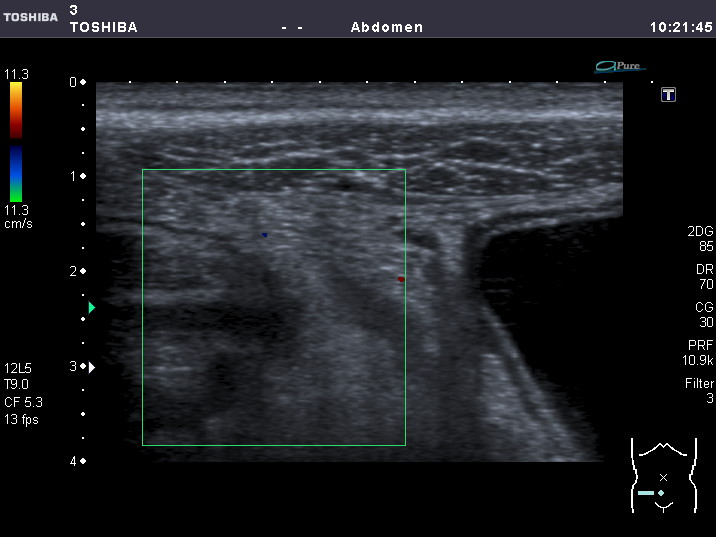 TOSHIBA
3
TOSHIBA - - Abdomen 10:21:45
Pure
T
11.3
11.3
cm/s
0
1
2
3
4
2DG
85
DR
70
CG
30
PRF
10.9k
Filter
3
12L5
T9.0
CF 5.3
13 fps